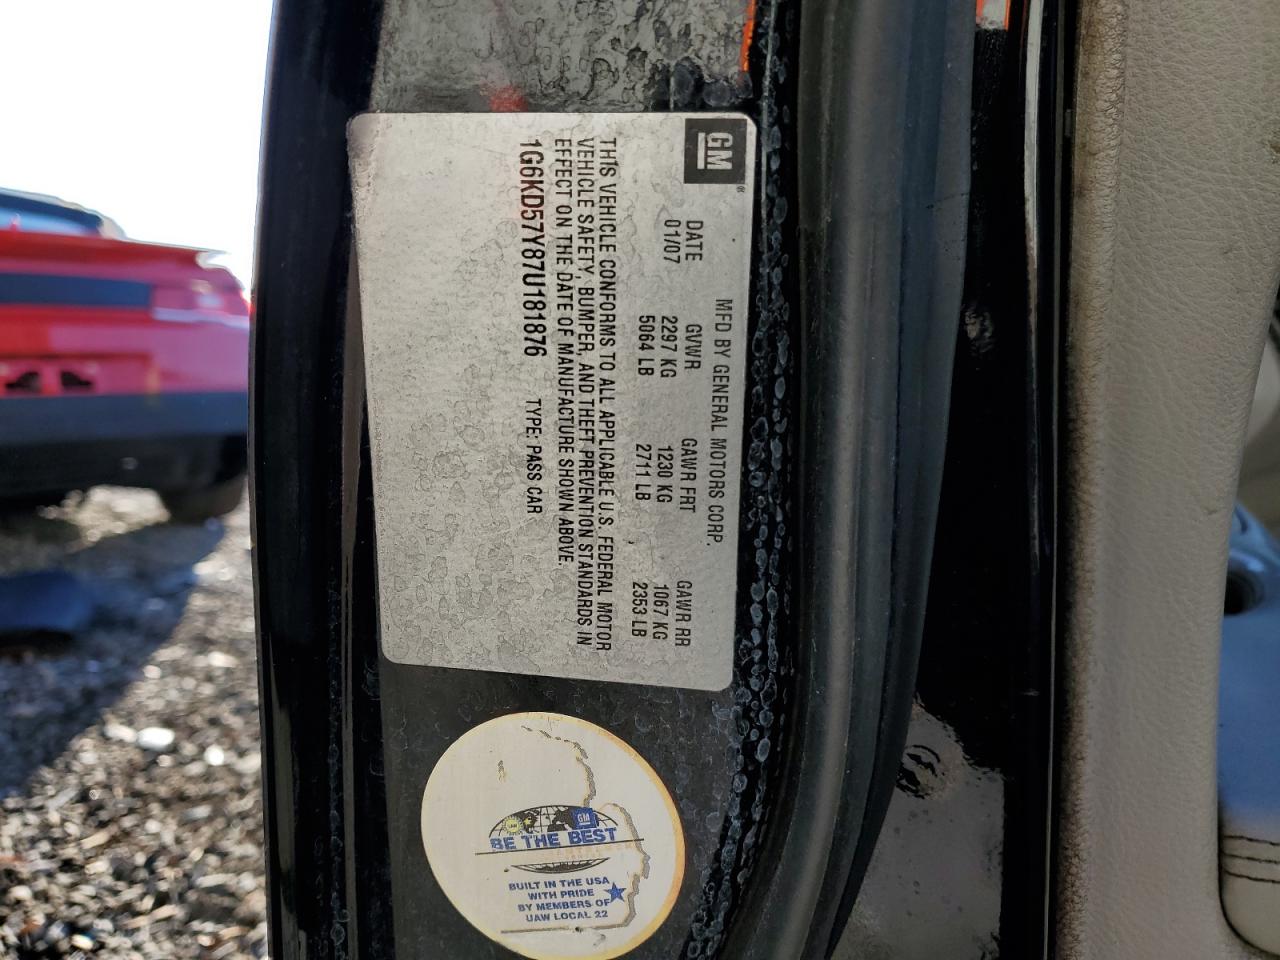 GM
MFD BY GENERAL MOTORS CORP.
DATE GVWR GAWR FRT GAWR RR
01/07 2297 KG 1230 KG 1067 KG
5064 LB 2711 LB 2353 LB
THIS VEHICLE CONFORMS TO ALL APPLICABLE U.S. FEDERAL MOTOR
VEHICLE SAFETY, BUMPER, AND THEFT PREVENTION STANDARDS IN
EFFECT ON THE DATE OF MANUFACTURE SHOWN ABOVE.
1G6KD57Y87U181876 TYPE: PASS CAR
GM
BE THE BEST
BUILT IN THE USA
WITH PRIDE
BY MEMBERS OF
UAW LOCAL 22